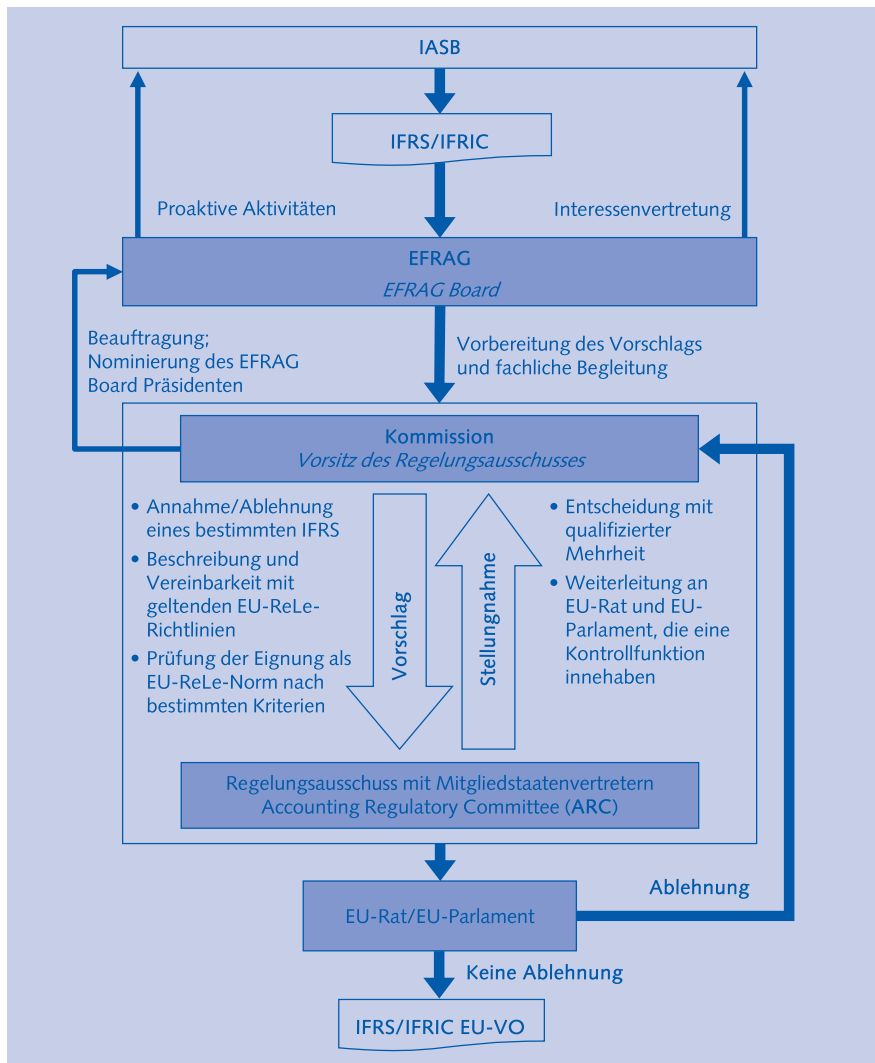 IASB
IFRS/IFRIC
Proaktive Aktivitäten
Interessenvertretung
EFRAG
EFRAG Board
Beauftragung;
Nominierung des EFRAG
Board Präsidenten
Vorbereitung des Vorschlags
und fachliche Begleitung
Kommission
Vorsitz des Regelungsausschusses
• Annahme/Ablehnung
eines bestimmten IFRS
• Beschreibung und
Vereinbarkeit mit
geltenden EU-ReLe-
Richtlinien
• Prüfung der Eignung als
EU-ReLe-Norm nach
bestimmten Kriterien
Vorschlag
Stellungnahme
• Entscheidung mit
qualifizierter
Mehrheit
• Weiterleitung an
EU-Rat und EU-
Parlament, die eine
Kontrollfunktion
innehaben
Regelungsausschuss mit Mitgliedstaatenvertretern
Accounting Regulatory Committee (ARC)
Ablehnung
EU-Rat/EU-Parlament
Keine Ablehnung
IFRS/IFRIC EU-VO